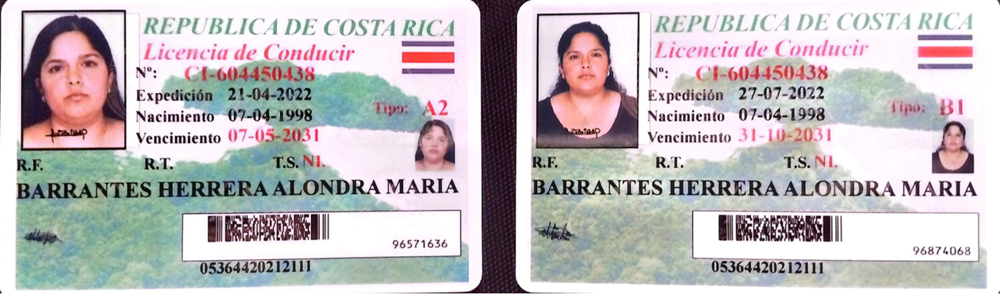 REPUBLICA DE COSTA RICA
Licencia de Conducir
Nº: CI-604450438
Expedición 21-04-2022
Nacimiento 07-04-1998
Tipo: A2
Vencimiento 07-05-2031
R.F. R.T. T.S. NI.
BARRANTES HERRERA ALONDRA MARIA
96571636
05364420212111
REPUBLICA DE COSTA RICA
Licencia de Conducir
Nº: CI-604450438
Expedición 27-07-2022
Nacimiento 07-04-1998
Tipo: B1
Vencimiento 31-10-2031
R.F. R.T. T.S. NI.
BARRANTES HERRERA ALONDRA MARIA
96874068
05364420212111